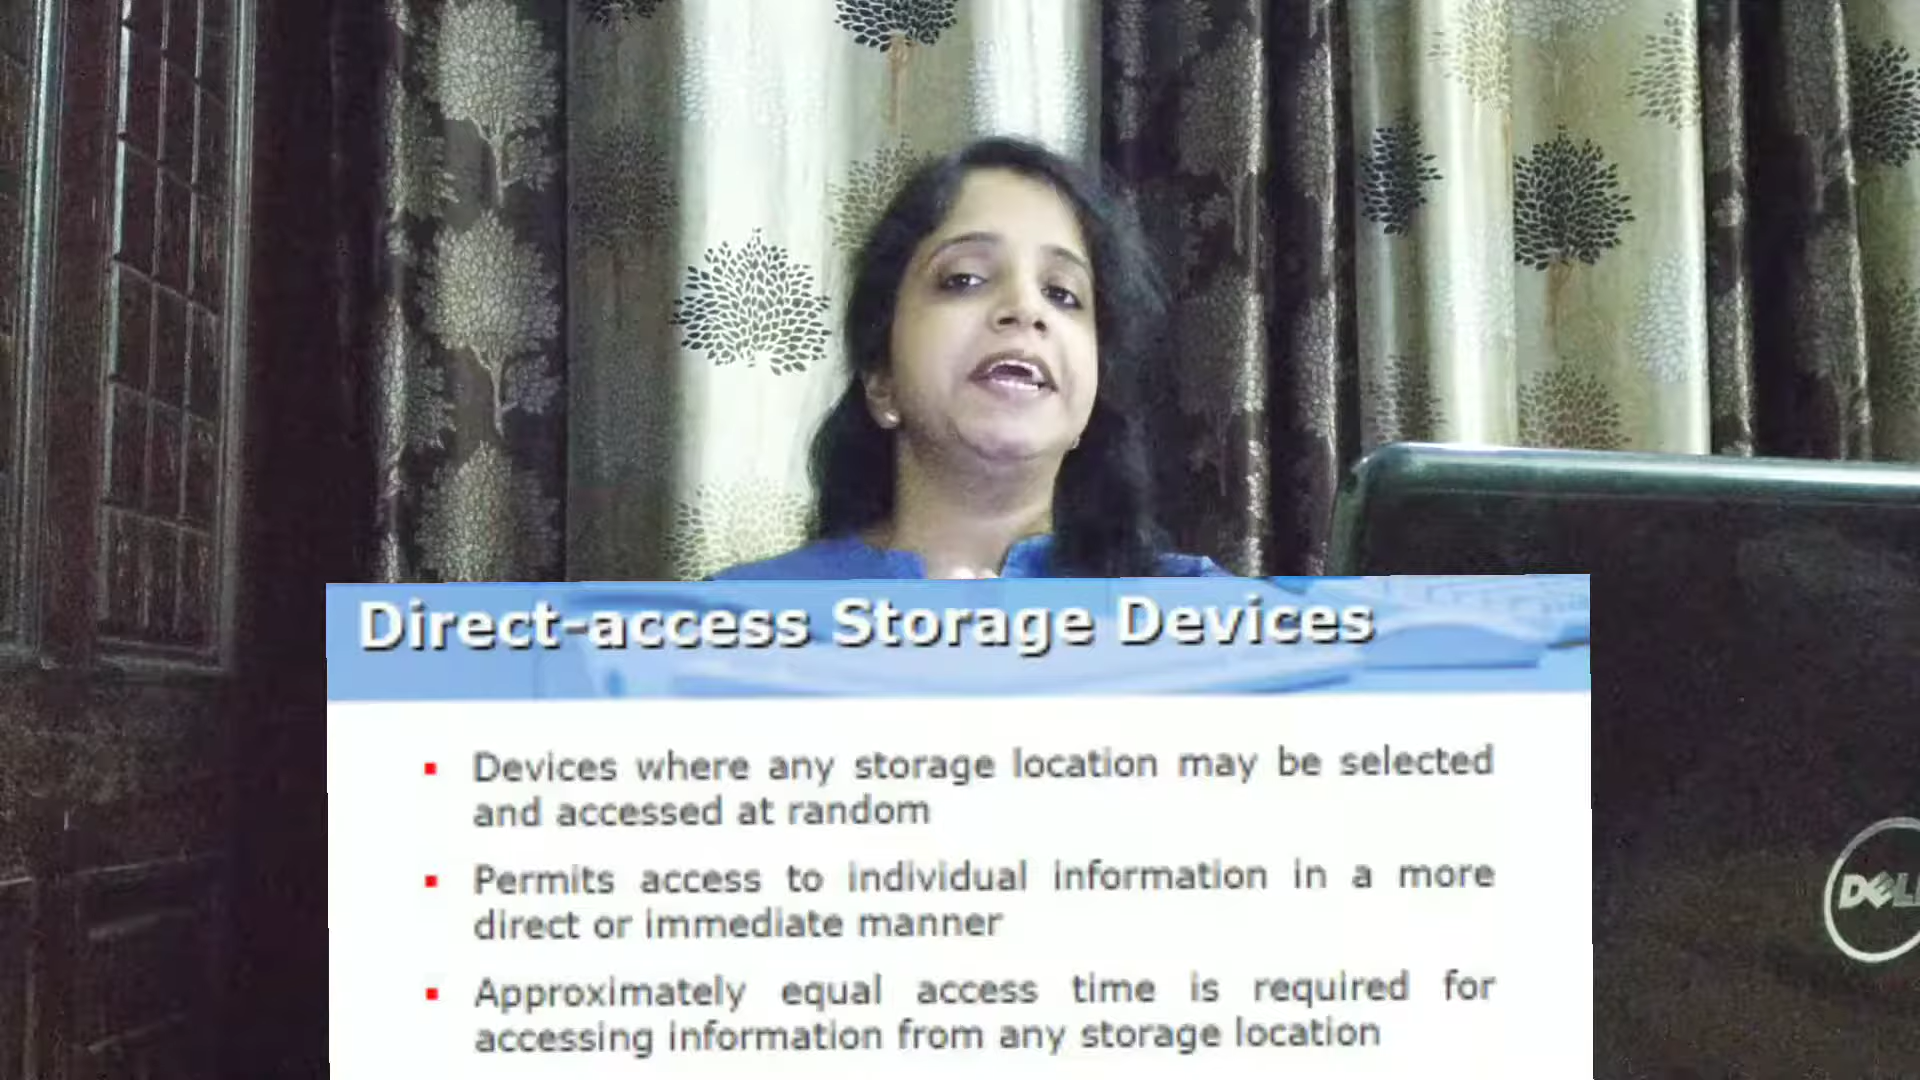 Direct-access Storage Devices
Devices where any storage location may be selected
and accessed at random
Permits access to individual information in a more
direct or immediate manner
Approximately equal access time is required for
accessing information from any storage location
DELL